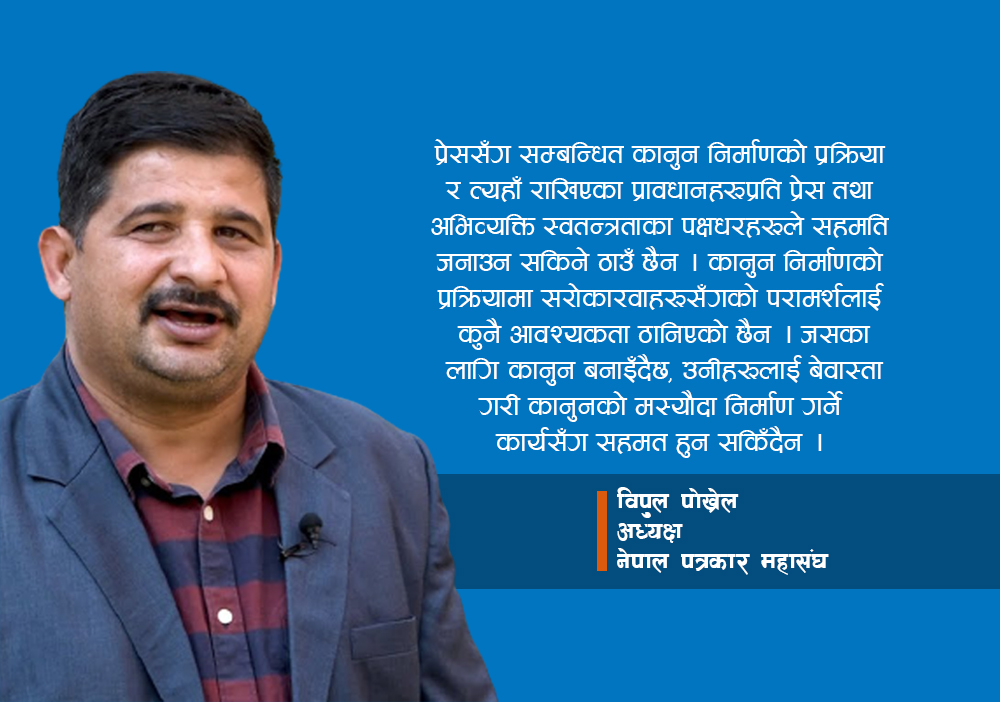 प्रेससँग सम्बन्धित कानुन निर्माणको प्रक्रिया
र त्यहाँ राखिएका प्रावधानहरुप्रति प्रेस तथा
अभिव्यक्ति स्वतन्त्रताका पक्षधरहरुले सहमति
जनाउन सकिने ठाउँ छैन । कानुन निर्माणको
प्रक्रियामा सरोकारवाहरुसँगको परामर्शलाई
कुनै आवश्यकता ठानिएको छैन । जसका
लागि कानुन बनाइँदैछ, उनीहरुलाई बेवास्ता
गरी कानुनको मस्यौदा निर्माण गर्ने
कार्यसँग सहमत हुन सकिँदैन ।
विपुल पोख्रेल
अध्यक्ष
नेपाल पत्रकार महासंघ